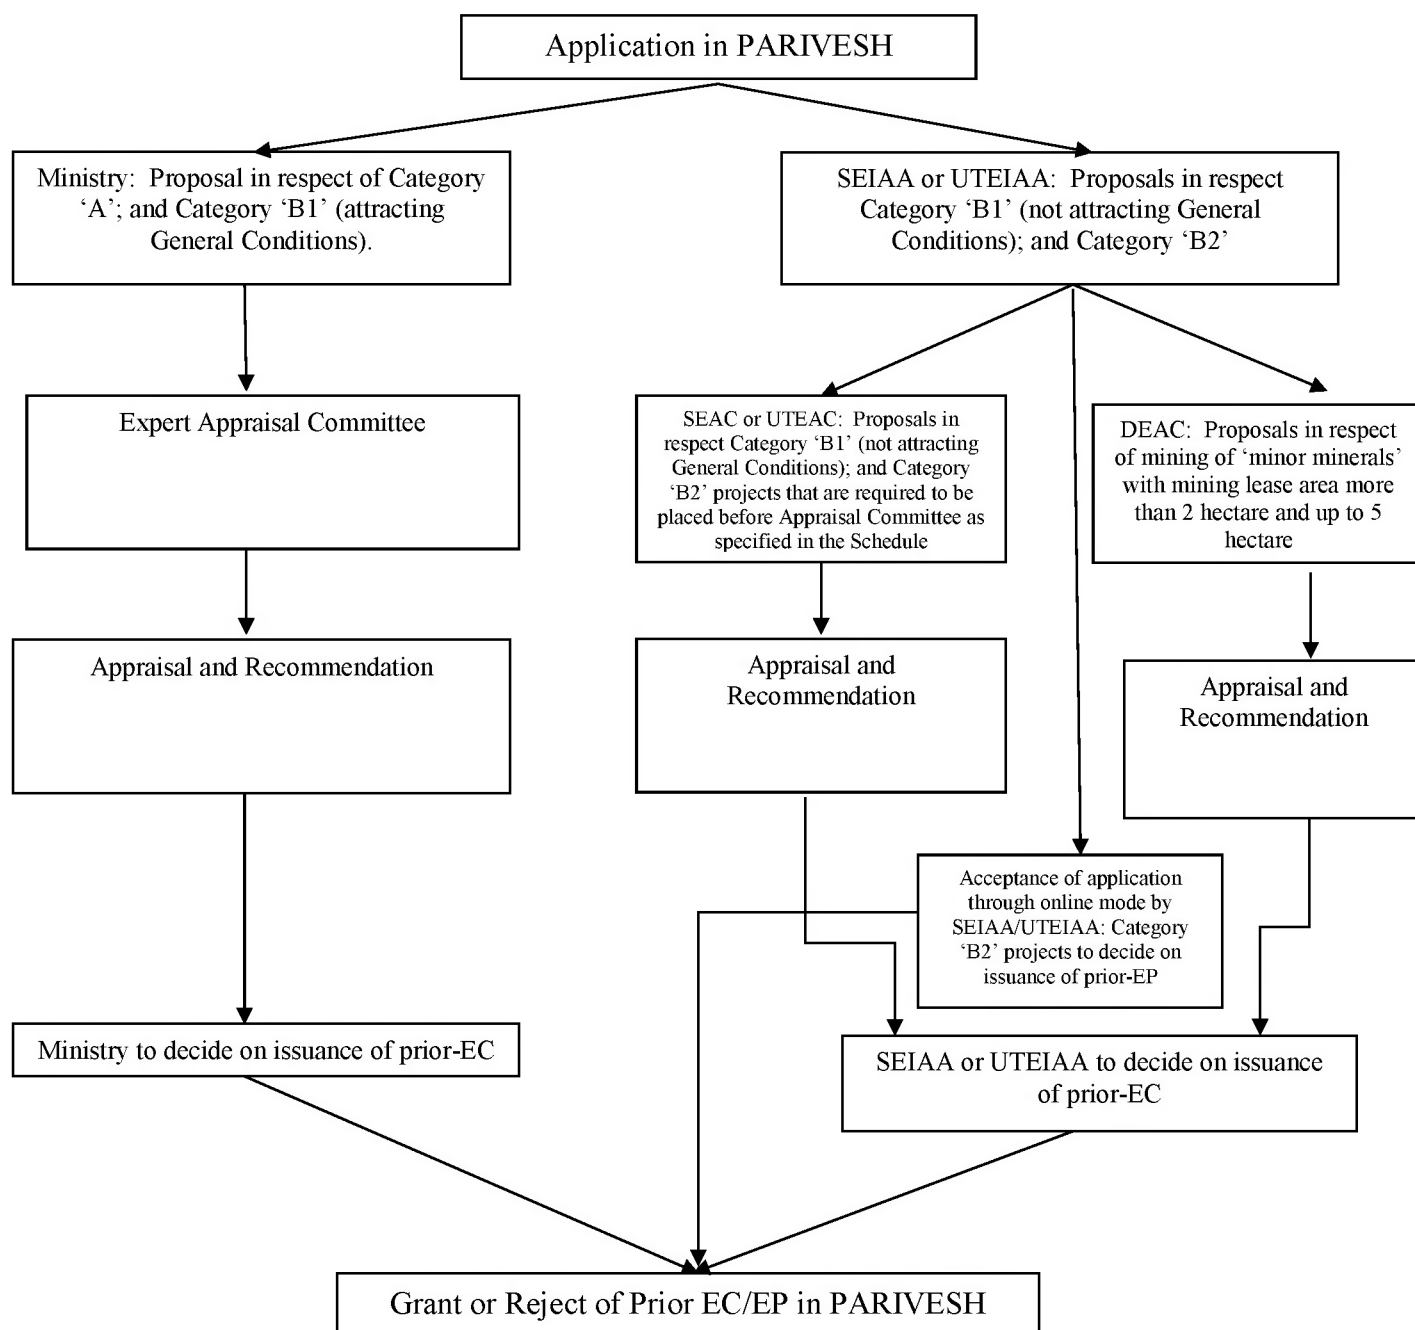 Application in PARIVESH
Ministry:  Proposal in respect of Category
‘A’; and Category ‘B1’ (attracting
General Conditions).
SEIAA or UTEIAA:  Proposals in respect
Category ‘B1’ (not attracting General
Conditions); and Category ‘B2’
Expert Appraisal Committee
SEAC or UTEAC:  Proposals in
respect Category ‘B1’ (not attracting
General Conditions); and Category
‘B2’ projects that are required to be
placed before Appraisal Committee as
specified in the Schedule
DEAC:  Proposals in respect
of mining of ‘minor minerals’
with mining lease area more
than 2 hectare and up to 5
hectare
Appraisal and Recommendation
Appraisal and
Recommendation
Appraisal and
Recommendation
Acceptance of application
through online mode by
SEIAA/UTEIAA: Category
‘B2’ projects to decide on
issuance of prior-EP
Ministry to decide on issuance of prior-EC
SEIAA or UTEIAA to decide on issuance
of prior-EC
Grant or Reject of Prior EC/EP in PARIVESH